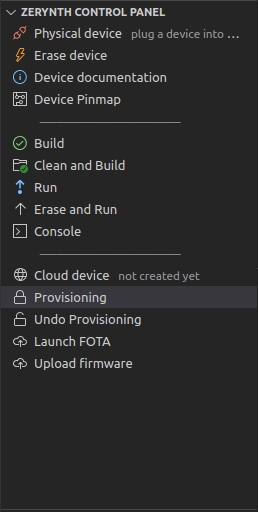 ZERYNTH CONTROL PANEL
Physical device plug a device into ...
Erase device
Device documentation
Device Pinmap
Build
Clean and Build
Run
Erase and Run
Console
Cloud device not created yet
Provisioning
Undo Provisioning
Launch FOTA
Upload firmware